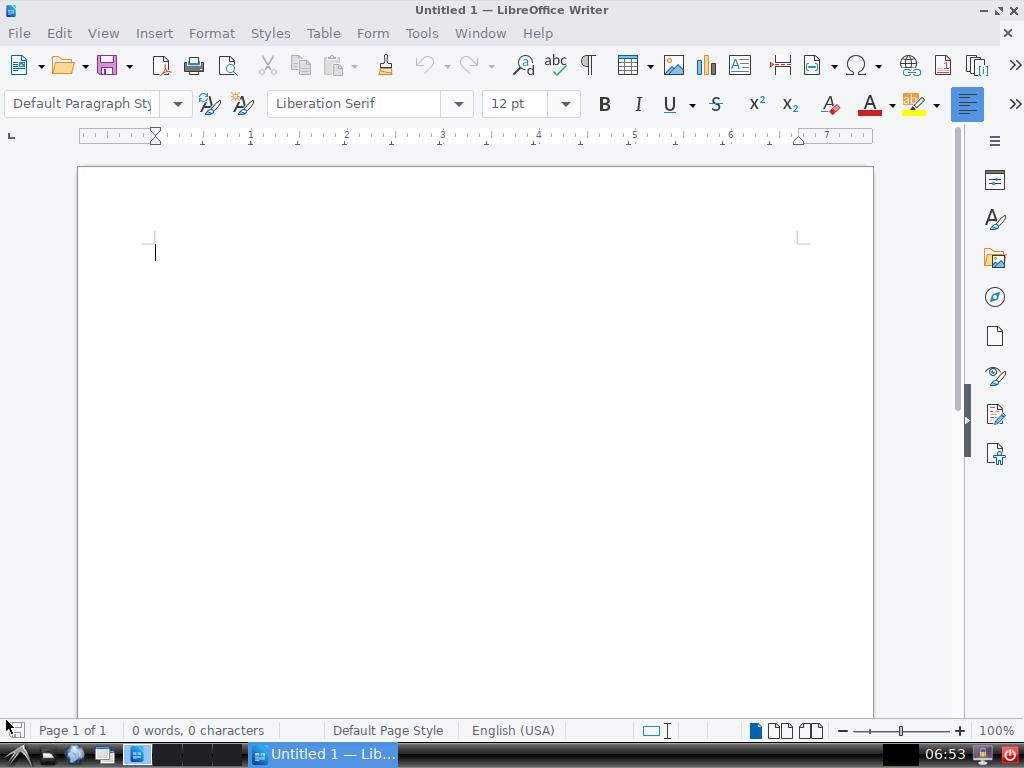 Untitled 1 — LibreOffice Writer
File Edit View Insert Format Styles Table Form Tools Window Help
Default Paragraph Sty Liberation Serif 12 pt
1 2 3 4 5 6 7
Page 1 of 1 0 words, 0 characters Default Page Style English (USA) 100%
Untitled 1 — Lib... 06:53